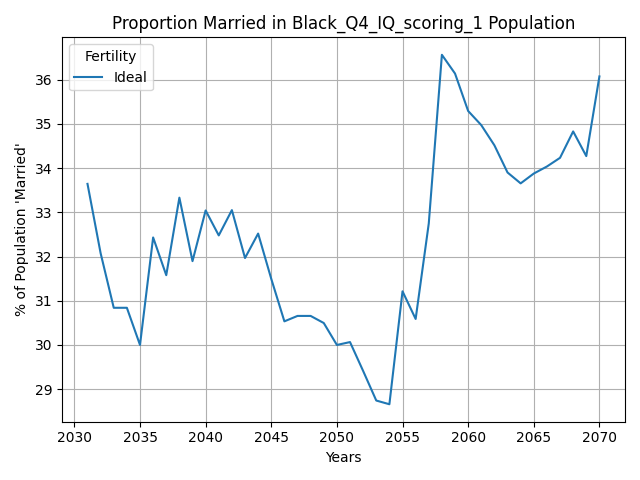 Proportion Married in Black_Q4_IQ_scoring_1 Population
Fertility
Ideal
% of Population 'Married'
36
35
34
33
32
31
30
29
2030 2035 2040 2045 2050 2055 2060 2065 2070
Years